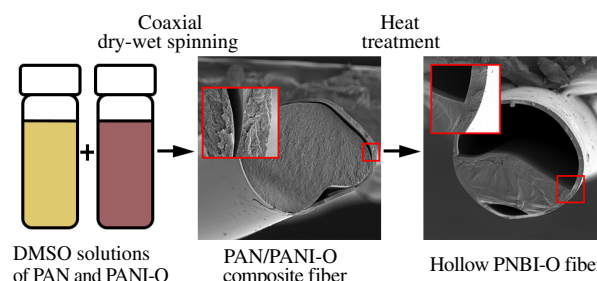 Coaxial
dry-wet spinning
Heat
treatment
+
DMSO solutions
of PAN and PANI-O
PAN/PANI-O
composite fiber
Hollow PNBI-O fiber